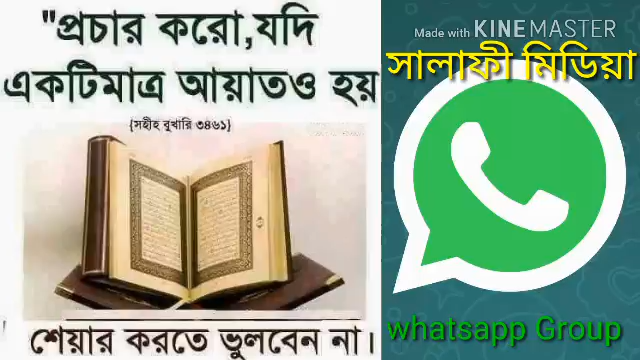 "প্রচার করো,যদি
একটিমাত্র আয়াতও হয়
{সহীহ বুখারি ৩৪৬১}
শেয়ার করতে ভুলবেন না।
Made with KINEMASTER
সালাফী মিডিয়া
whatsapp Group